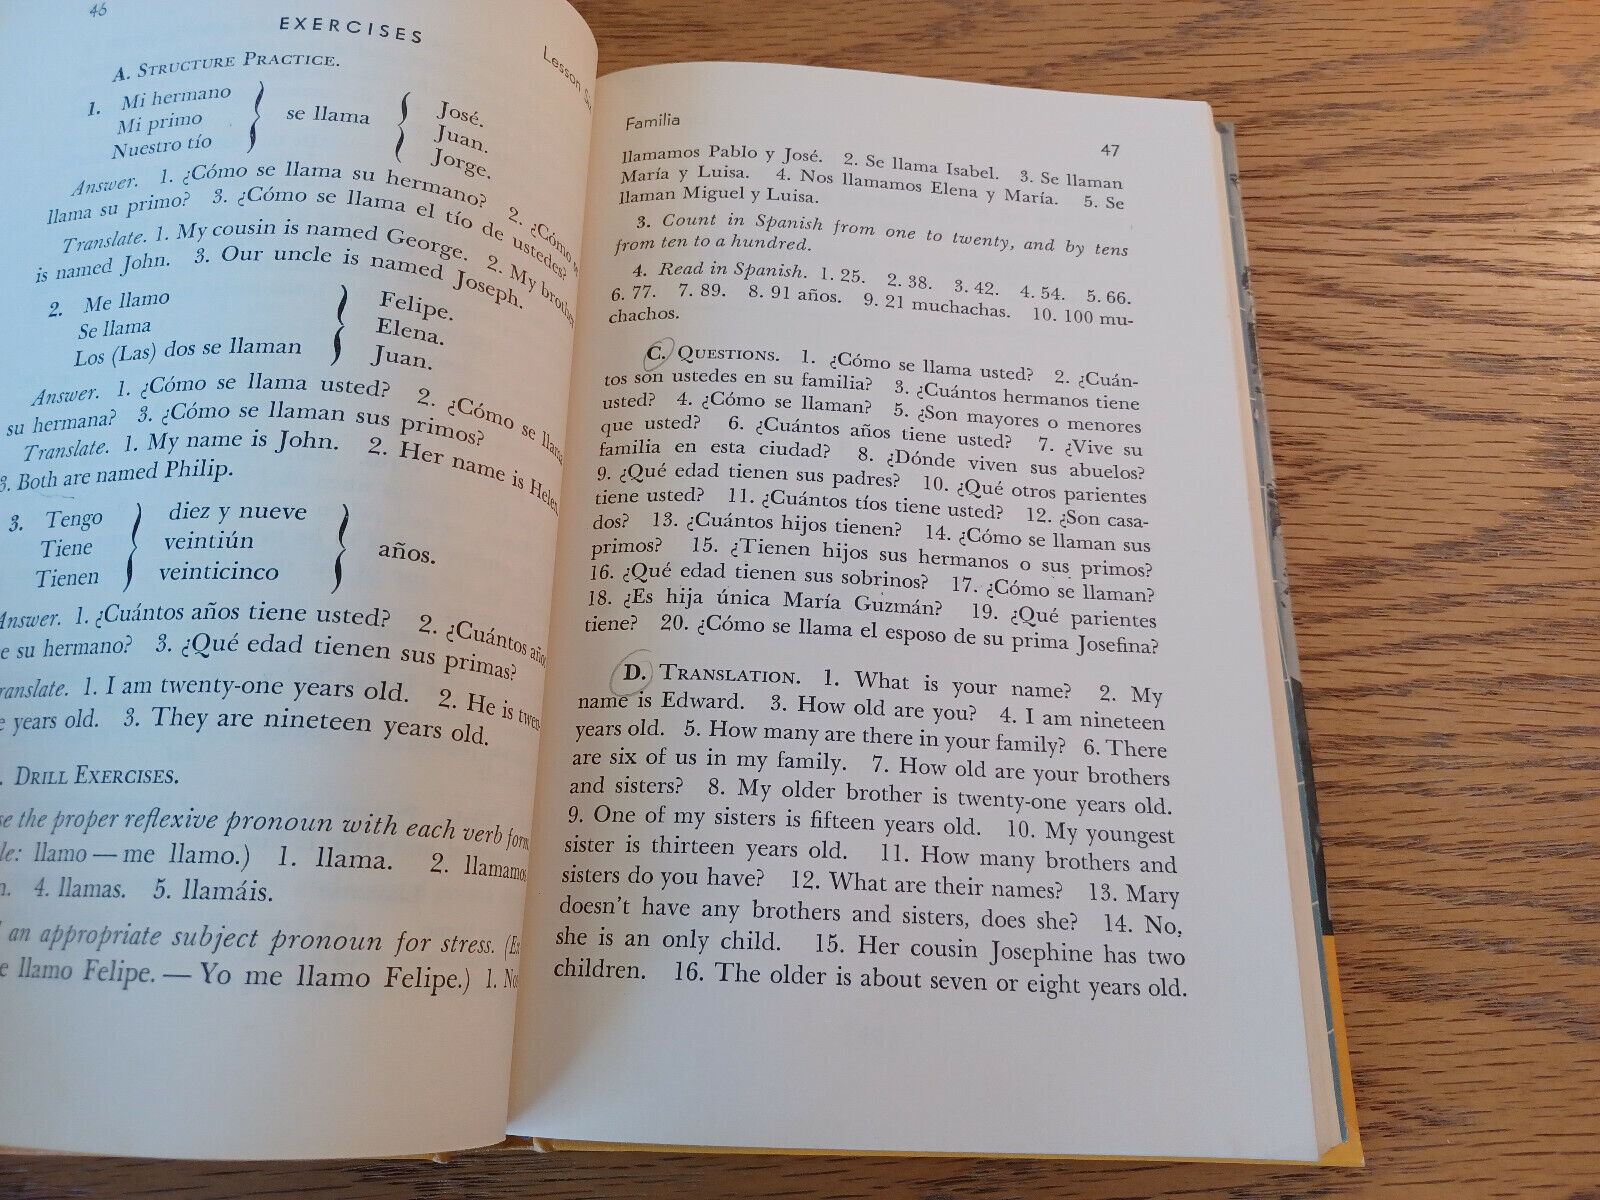 46
EXERCISES
Lesson Six
A. STRUCTURE PRACTICE.
1. Mi hermano
Mi primo
Nuestro tío
se llama
José.
Juan.
Jorge.
Answer. 1. ¿Cómo se llama su hermano? 2. ¿Cómo se
llama su primo? 3. ¿Cómo se llama el tío de ustedes?
Translate. 1. My cousin is named George. 2. My brother
is named John. 3. Our uncle is named Joseph.
2. Me llamo
Se llama
Los (Las) dos se llaman
Felipe.
Elena.
Juan.
Answer. 1. ¿Cómo se llama usted? 2. ¿Cómo se llama
su hermana? 3. ¿Cómo se llaman sus primos?
Translate. 1. My name is John. 2. Her name is Helen.
3. Both are named Philip.
3. Tengo
Tiene
Tienen
diez y nueve
veintiún
veinticinco
años.
Answer. 1. ¿Cuántos años tiene usted? 2. ¿Cuántos años
e su hermano? 3. ¿Qué edad tienen sus primas?
ranslate. 1. I am twenty-one years old. 2. He is twen-
e years old. 3. They are nineteen years old.
. DRILL EXERCISES.
se the proper reflexive pronoun with each verb form.
le: llamo — me llamo.) 1. llama. 2. llamamos
n. 4. llamas. 5. llamáis.
an appropriate subject pronoun for stress. (Ex
e llamo Felipe. — Yo me llamo Felipe.) 1. Nos
Familia
47
llamamos Pablo y José. 2. Se llama Isabel. 3. Se llaman
María y Luisa. 4. Nos llamamos Elena y María. 5. Se
llaman Miguel y Luisa.
3. Count in Spanish from one to twenty, and by tens
from ten to a hundred.
4. Read in Spanish. 1. 25. 2. 38. 3. 42. 4. 54. 5. 66.
6. 77. 7. 89. 8. 91 años. 9. 21 muchachas. 10. 100 mu-
chachos.
C. QUESTIONS. 1. ¿Cómo se llama usted? 2. ¿Cuán-
tos son ustedes en su familia? 3. ¿Cuántos hermanos tiene
usted? 4. ¿Cómo se llaman? 5. ¿Son mayores o menores
que usted? 6. ¿Cuántos años tiene usted? 7. ¿Vive su
familia en esta ciudad? 8. ¿Dónde viven sus abuelos?
9. ¿Qué edad tienen sus padres? 10. ¿Qué otros parientes
tiene usted? 11. ¿Cuántos tíos tiene usted? 12. ¿Son casa-
dos? 13. ¿Cuántos hijos tienen? 14. ¿Cómo se llaman sus
primos? 15. ¿Tienen hijos sus hermanos o sus primos?
16. ¿Qué edad tienen sus sobrinos? 17. ¿Cómo se llaman?
18. ¿Es hija única María Guzmán? 19. ¿Qué parientes
tiene? 20. ¿Cómo se llama el esposo de su prima Josefina?
D. TRANSLATION. 1. What is your name? 2. My
name is Edward. 3. How old are you? 4. I am nineteen
years old. 5. How many are there in your family? 6. There
are six of us in my family. 7. How old are your brothers
and sisters? 8. My older brother is twenty-one years old.
9. One of my sisters is fifteen years old. 10. My youngest
sister is thirteen years old. 11. How many brothers and
sisters do you have? 12. What are their names? 13. Mary
doesn't have any brothers and sisters, does she? 14. No,
she is an only child. 15. Her cousin Josephine has two
children. 16. The older is about seven or eight years old.